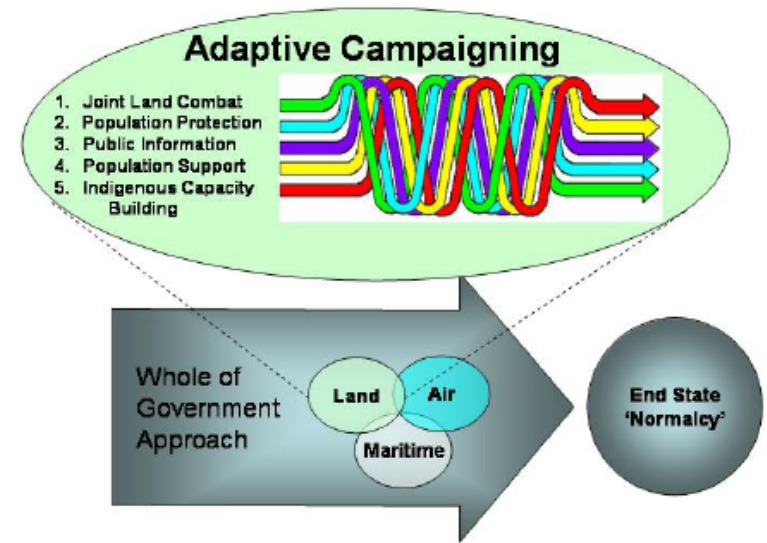 Adaptive Campaigning
1. Joint Land Combat
2. Population Protection
3. Public Information
4. Population Support
5. Indigenous Capacity
Building
Whole of
Government
Approach
Land
Air
Maritime
End State
‘Normalcy’